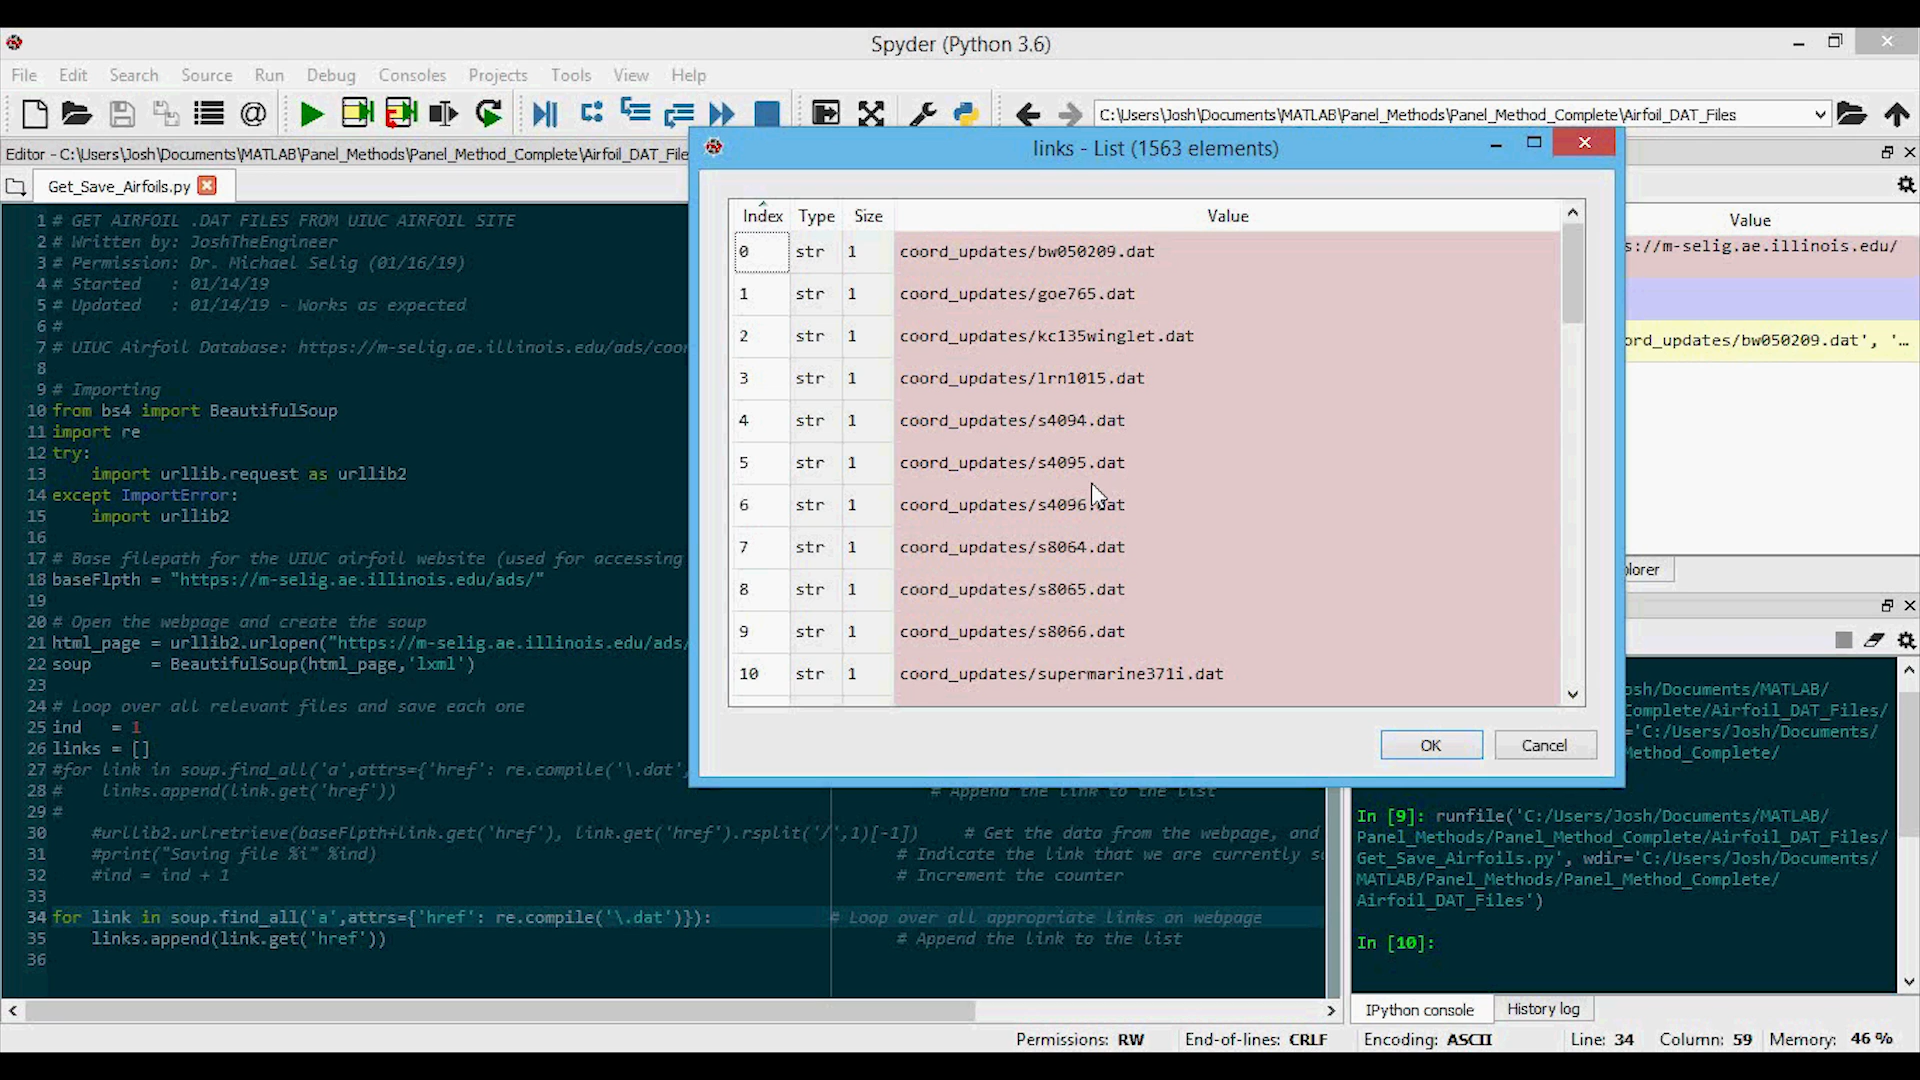 Spyder (Python 3.6)
File Edit Search Source Run Debug Consoles Projects Tools View Help
C:\Users\Josh\Documents\MATLAB\Panel_Methods\Panel_Method_Complete\Airfoil_DAT_Files
Editor - C:\Users\Josh\Documents\MATLAB\Panel_Methods\Panel_Method_Complete\Airfoil_DAT_File
Get_Save_Airfoils.py
1 # GET AIRFOIL .DAT FILES FROM UIUC AIRFOIL SITE
2 # Written by: JoshTheEngineer
3 # Permission: Dr. Michael Selig (01/16/19)
4 # Started   : 01/14/19
5 # Updated   : 01/14/19 - Works as expected
6 #
7 # UIUC Airfoil Database: https://m-selig.ae.illinois.edu/ads/coor
8
9 # Importing
10 from bs4 import BeautifulSoup
11 import re
12 try:
13     import urllib.request as urllib2
14 except ImportError:
15     import urllib2
16
17 # Base filepath for the UIUC airfoil website (used for accessing
18 baseFlpth = "https://m-selig.ae.illinois.edu/ads/"
19
20 # Open the webpage and create the soup
21 html_page = urllib2.urlopen("https://m-selig.ae.illinois.edu/ads/
22 soup      = BeautifulSoup(html_page,'lxml')
23
24 # Loop over all relevant files and save each one
25 ind   = 1
26 links = []
27 #for link in soup.find_all('a',attrs={'href': re.compile('\.dat'
28 #    links.append(link.get('href')) # Append the link to the list
29 #
30     #urllib2.urlretrieve(baseFlpth+link.get('href'), link.get('href').rsplit('/',1)[-1]) # Get the data from the webpage, and
31     #print("Saving file %i" %ind) # Indicate the link that we are currently s
32     #ind = ind + 1 # Increment the counter
33
34 for link in soup.find_all('a',attrs={'href': re.compile('\.dat')}): # Loop over all appropriate links on webpage
35     links.append(link.get('href')) # Append the link to the list
36
links - List (1563 elements)
Index Type Size Value
0 str 1 coord_updates/bw050209.dat
1 str 1 coord_updates/goe765.dat
2 str 1 coord_updates/kc135winglet.dat
3 str 1 coord_updates/lrn1015.dat
4 str 1 coord_updates/s4094.dat
5 str 1 coord_updates/s4095.dat
6 str 1 coord_updates/s4096.dat
7 str 1 coord_updates/s8064.dat
8 str 1 coord_updates/s8065.dat
9 str 1 coord_updates/s8066.dat
10 str 1 coord_updates/supermarine371i.dat
OK Cancel
Value
s://m-selig.ae.illinois.edu/
ord_updates/bw050209.dat', '...
lorer
osh/Documents/MATLAB/
Complete/Airfoil_DAT_Files/
='C:/Users/Josh/Documents/
Method_Complete/
In [9]: runfile('C:/Users/Josh/Documents/MATLAB/
Panel_Methods/Panel_Method_Complete/Airfoil_DAT_Files/
Get_Save_Airfoils.py', wdir='C:/Users/Josh/Documents/
MATLAB/Panel_Methods/Panel_Method_Complete/
Airfoil_DAT_Files')
In [10]:
IPython console History log
Permissions: RW End-of-lines: CRLF Encoding: ASCII Line: 34 Column: 59 Memory: 46 %